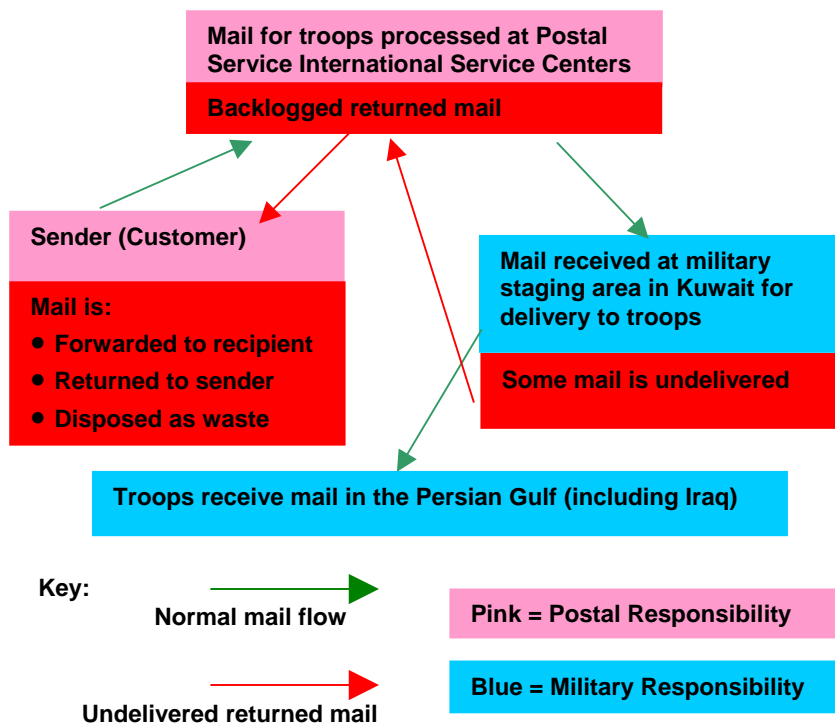 Mail for troops processed at Postal
Service International Service Centers
Backlogged returned mail
Sender (Customer)
Mail is:
● Forwarded to recipient
● Returned to sender
● Disposed as waste
Mail received at military
staging area in Kuwait for
delivery to troops
Some mail is undelivered
Troops receive mail in the Persian Gulf (including Iraq)
Key:
Normal mail flow
Undelivered returned mail
Pink = Postal Responsibility
Blue = Military Responsibility